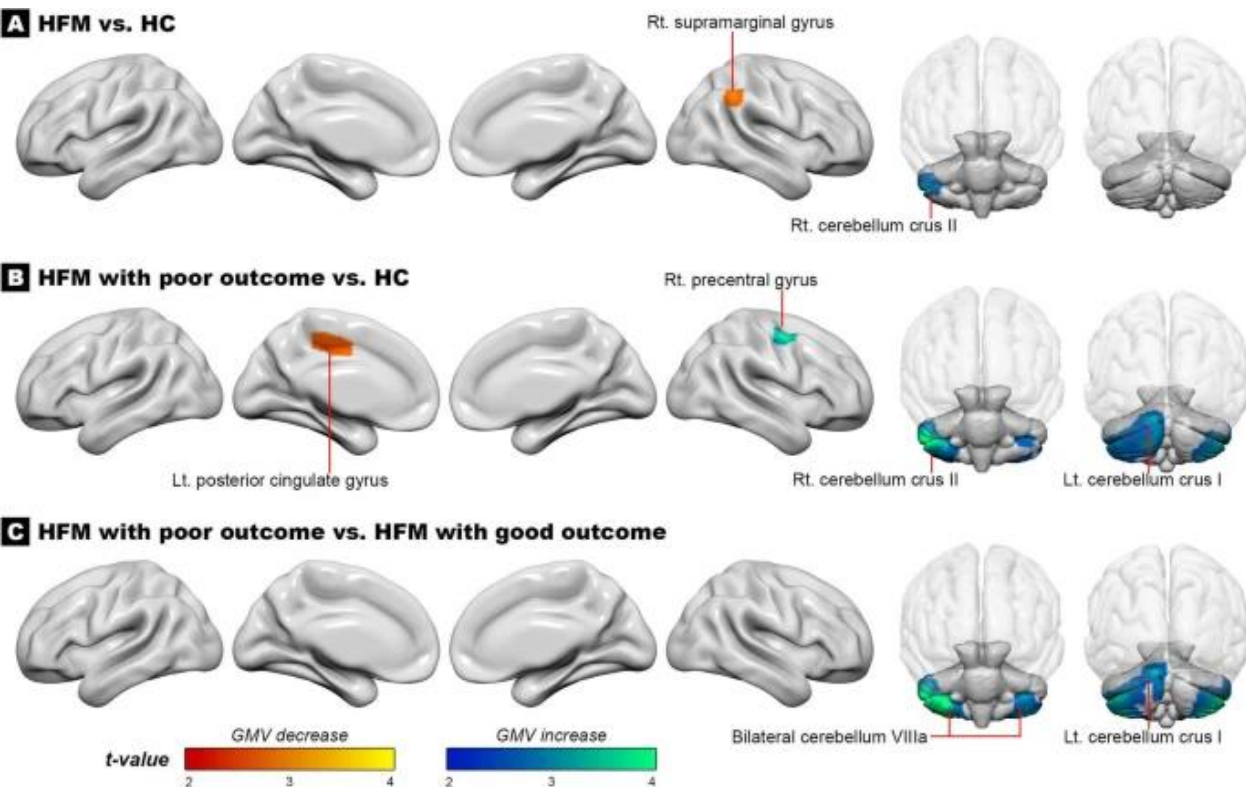 A HFM vs. HC
Rt. supramarginal gyrus
Rt. cerebellum crus II
B HFM with poor outcome vs. HC
Rt. precentral gyrus
Lt. posterior cingulate gyrus
Rt. cerebellum crus II
Lt. cerebellum crus I
C HFM with poor outcome vs. HFM with good outcome
Bilateral cerebellum VIIIa
Lt. cerebellum crus I
GMV decrease
GMV increase
t-value
2 3 4
2 3 4